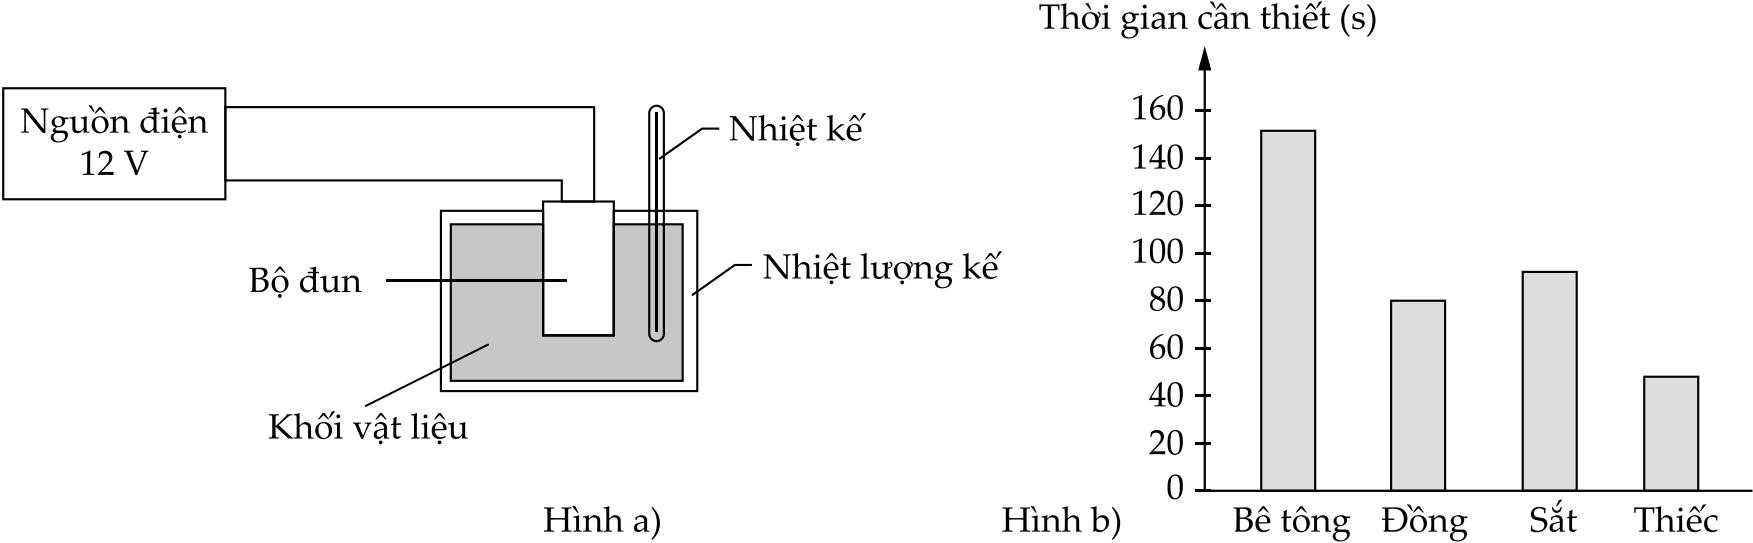 Nguồn điện
12 V
Nhiệt kế
Bộ đun
Nhiệt lượng kế
Khối vật liệu
Hình a)
Thời gian cần thiết (s)
160
140
120
100
80
60
40
20
0
Bê tông Đồng Sắt Thiếc
Hình b)